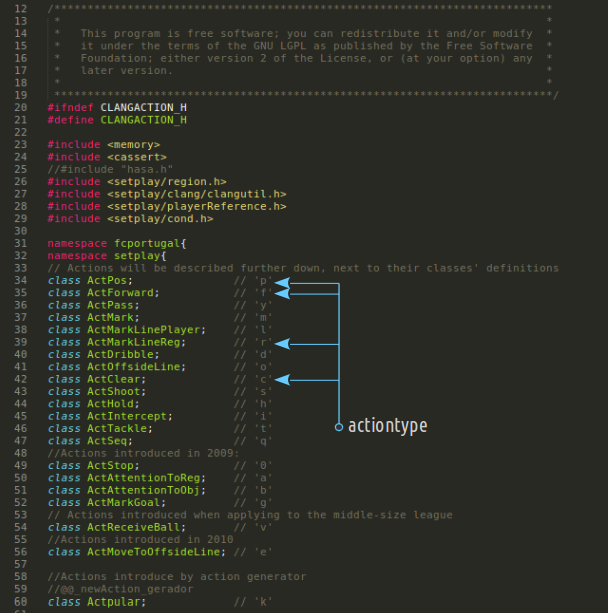 12 /***************************************************************************
13  *                                                                         *
14  *   This program is free software; you can redistribute it and/or modify  *
15  *   it under the terms of the GNU LGPL as published by the Free Software  *
16  *   Foundation; either version 2 of the License, or (at your option) any  *
17  *   later version.                                                        *
18  *                                                                         *
19  ***************************************************************************/
20 #ifndef CLANGACTION_H
21 #define CLANGACTION_H
22
23 #include <memory>
24 #include <cassert>
25 //#include "hasa.h"
26 #include <setplay/region.h>
27 #include <setplay/clang/clangutil.h>
28 #include <setplay/playerReference.h>
29 #include <setplay/cond.h>
30
31 namespace fcportugal{
32 namespace setplay{
33 // Actions will be described further down, next to their classes' definitions
34 class ActPos;               // 'p'
35 class ActForward;           // 'f'
36 class ActPass;              // 'y'
37 class ActMark;              // 'm'
38 class ActMarkLinePlayer;    // 'l'
39 class ActMarkLineReg;       // 'r'
40 class ActDribble;           // 'd'
41 class ActOffsideLine;       // 'o'
42 class ActClear;             // 'c'
43 class ActShoot;             // 's'
44 class ActHold;              // 'h'
45 class ActIntercept;         // 'i'
actiontype
46 class ActTackle;            // 't'
47 class ActSeq;               // 'q'
48 //Actions introduced in 2009:
49 class ActStop;              // '0'
50 class ActAttentionToReg;    // 'a'
51 class ActAttentionToObj;    // 'b'
52 class ActMarkGoal;          // 'g'
53 // Actions introduced when applying to the middle-size league
54 class ActReceiveBall;       // 'v'
55 //Actions introduced in 2010
56 class ActMoveToOffsideLine; // 'e'
57
58 //Actions introduce by action generator
59 //@@_newAction_gerador
60 class Actpular;             // 'k'